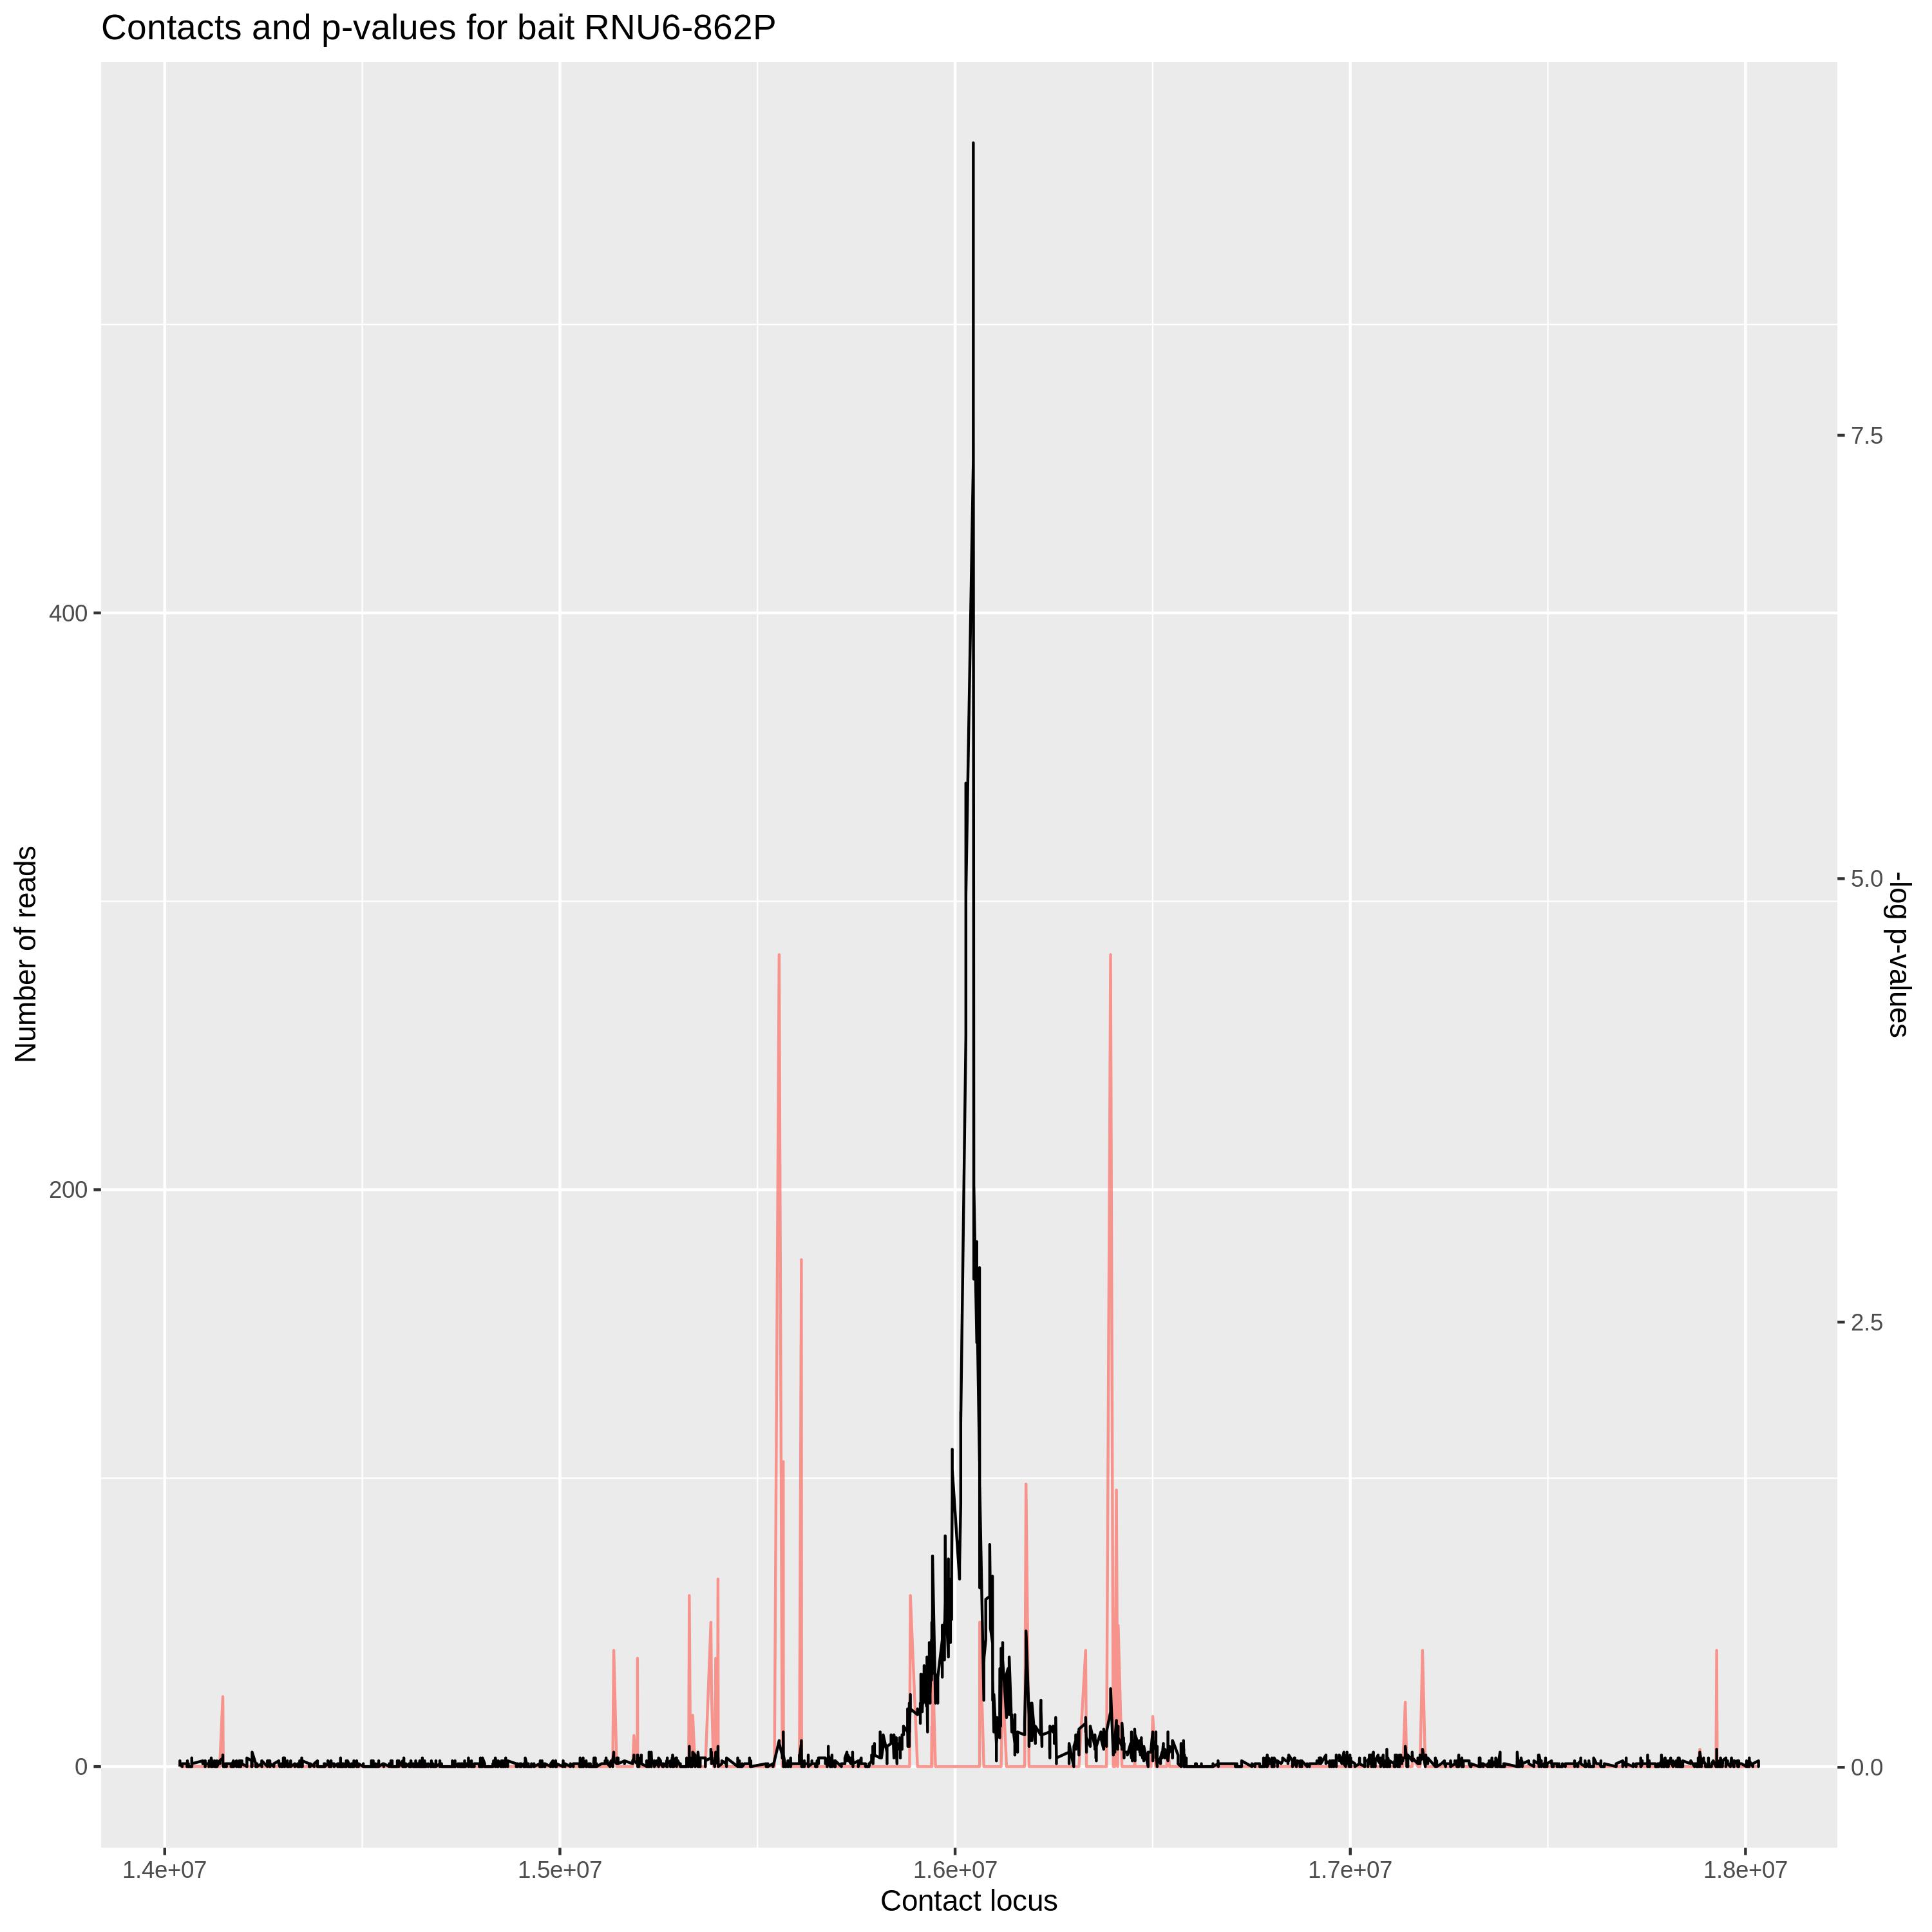 Contacts and p-values for bait RNU6-862P
Number of reads
400
200
0
7.5
5.0
2.5
0.0
-log p-values
1.4e+07
1.5e+07
1.6e+07
1.7e+07
1.8e+07
Contact locus